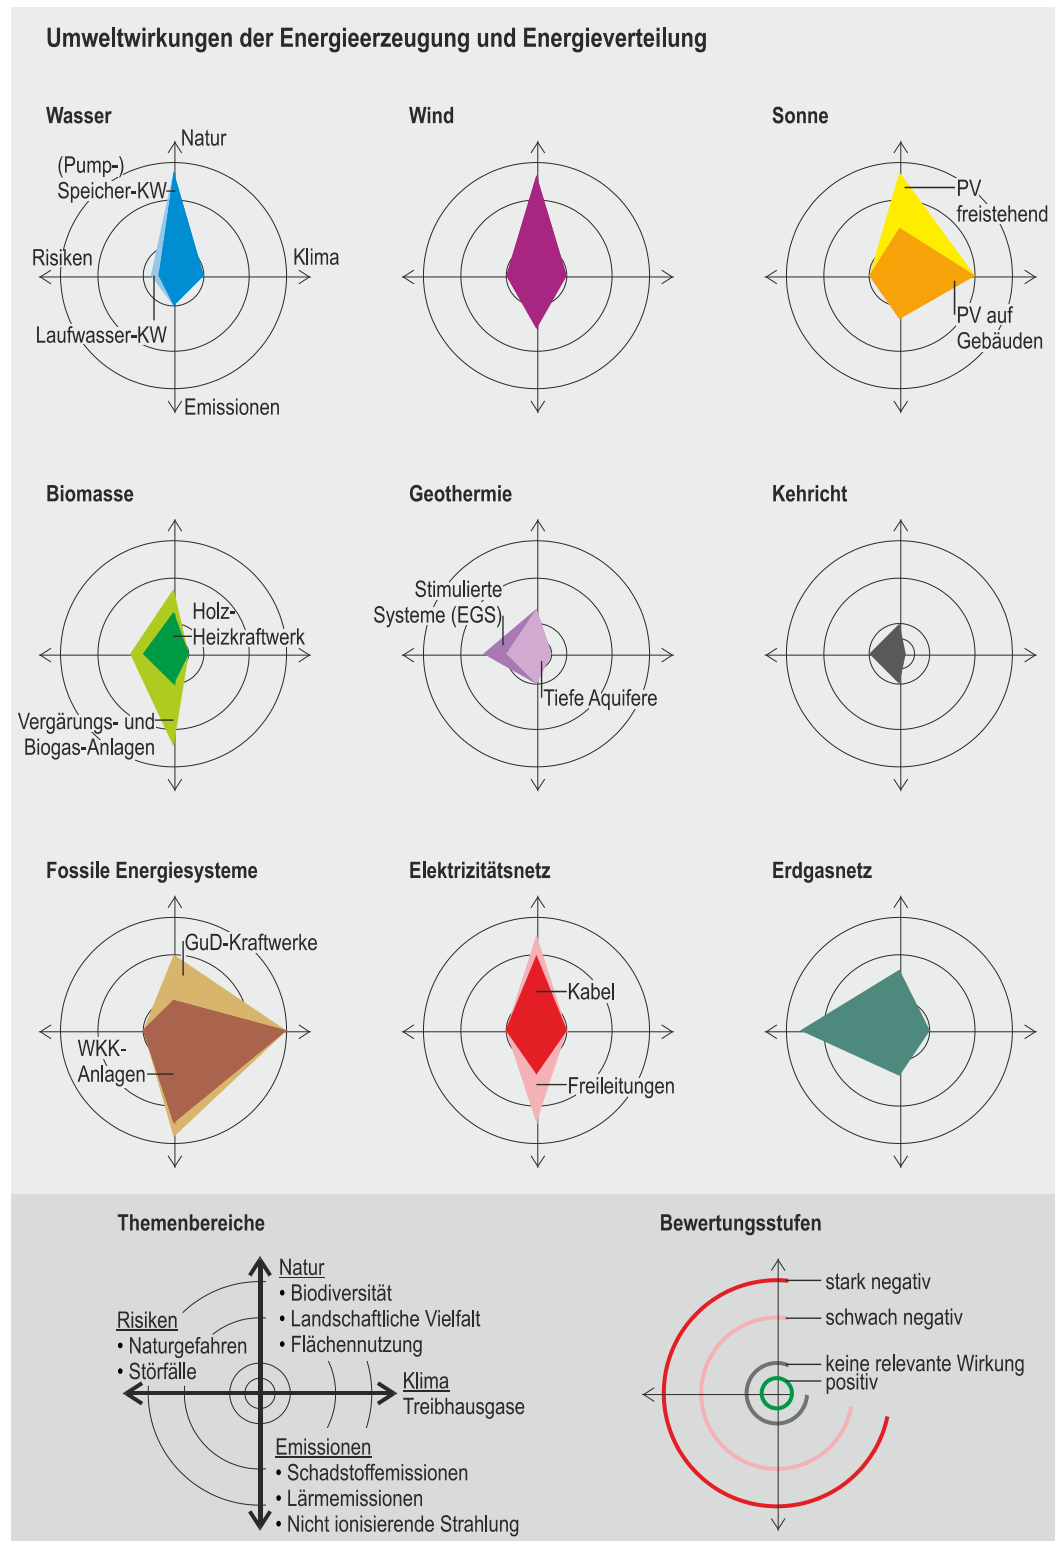 Umweltwirkungen der Energieerzeugung und Energieverteilung
Wasser
Natur
(Pump-)
Speicher-KW
Risiken
Klima
Laufwasser-KW
Emissionen
Wind
Sonne
PV
freistehend
PV auf
Gebäuden
Biomasse
Holz-
Heizkraftwerk
Vergärungs- und
Biogas-Anlagen
Geothermie
Stimulierte
Systeme (EGS)
Tiefe Aquifere
Kehricht
Fossile Energiesysteme
GuD-Kraftwerke
WKK-
Anlagen
Elektrizitätsnetz
Kabel
Freileitungen
Erdgasnetz
Themenbereiche
Natur
• Biodiversität
• Landschaftliche Vielfalt
• Flächennutzung
Risiken
• Naturgefahren
• Störfälle
Klima
Treibhausgase
Emissionen
• Schadstoffemissionen
• Lärmemissionen
• Nicht ionisierende Strahlung
Bewertungsstufen
stark negativ
schwach negativ
keine relevante Wirkung
positiv